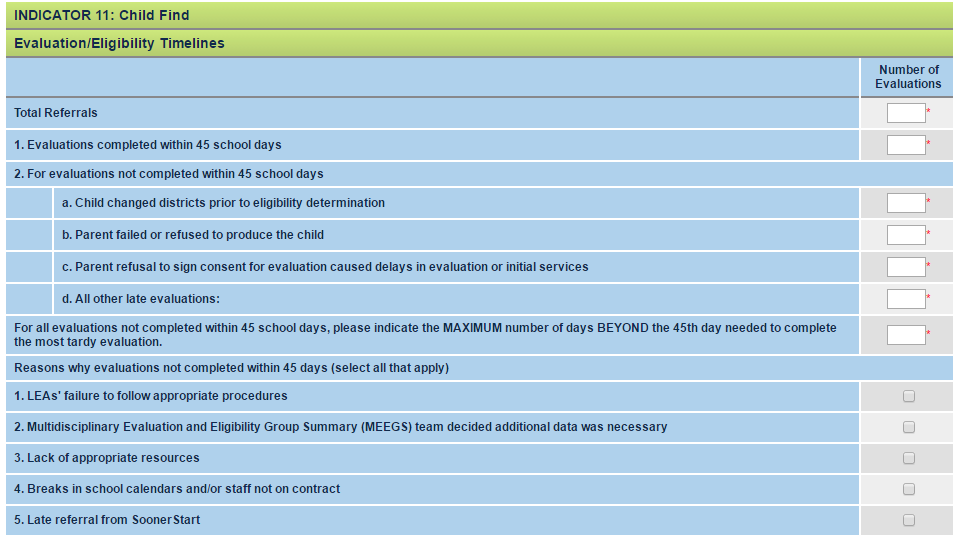 INDICATOR 11: Child Find
Evaluation/Eligibility Timelines
Number of
Evaluations
Total Referrals
*
1. Evaluations completed within 45 school days
*
2. For evaluations not completed within 45 school days
a. Child changed districts prior to eligibility determination
*
b. Parent failed or refused to produce the child
*
c. Parent refusal to sign consent for evaluation caused delays in evaluation or initial services
*
d. All other late evaluations:
*
For all evaluations not completed within 45 school days, please indicate the MAXIMUM number of days BEYOND the 45th day needed to complete
the most tardy evaluation.
*
Reasons why evaluations not completed within 45 days (select all that apply)
1. LEAs' failure to follow appropriate procedures
2. Multidisciplinary Evaluation and Eligibility Group Summary (MEEGS) team decided additional data was necessary
3. Lack of appropriate resources
4. Breaks in school calendars and/or staff not on contract
5. Late referral from SoonerStart